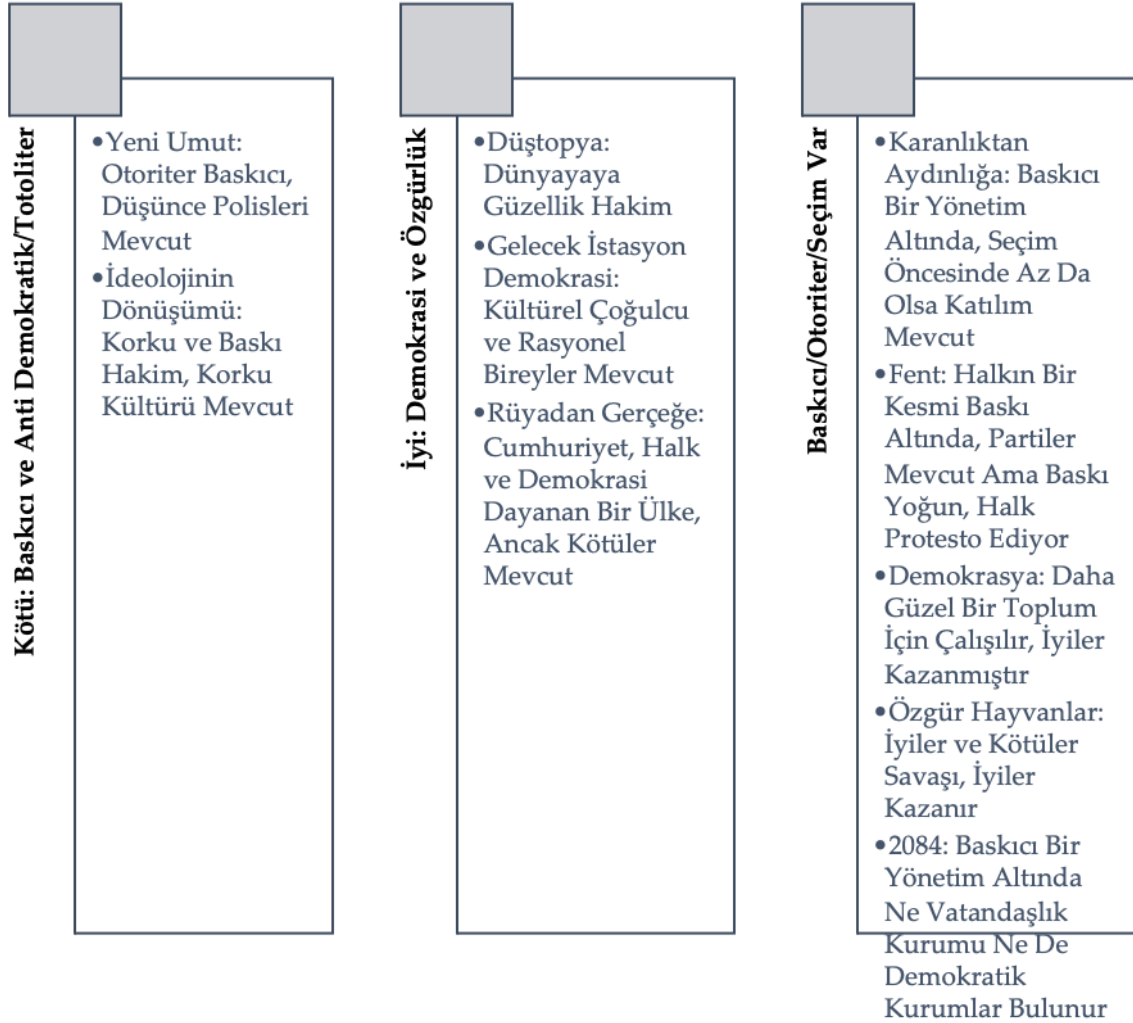 Kötü: Baskıcı ve Anti Demokratik/Totoliter
•Yeni Umut:
Otoriter Baskıcı,
Düşünce Polisleri
Mevcut
•İdeolojinin
Dönüşümü:
Korku ve Baskı
Hakim, Korku
Kültürü Mevcut
İyi: Demokrasi ve Özgürlük
•Düştopya:
Dünyayaya
Güzellik Hakim
•Gelecek İstasyon
Demokrasi:
Kültürel Çoğulcu
ve Rasyonel
Bireyler Mevcut
•Rüyadan Gerçeğe:
Cumhuriyet, Halk
ve Demokrasi
Dayanan Bir Ülke,
Ancak Kötüler
Mevcut
Baskıcı/Otoriter/Seçim Var
•Karanlıktan
Aydınlığa: Baskıcı
Bir Yönetim
Altında, Seçim
Öncesinde Az Da
Olsa Katılım
Mevcut
•Fent: Halkın Bir
Kesmi Baskı
Altında, Partiler
Mevcut Ama Baskı
Yoğun, Halk
Protesto Ediyor
•Demokrasya: Daha
Güzel Bir Toplum
İçin Çalışılır, İyiler
Kazanmıştır
•Özgür Hayvanlar:
İyiler ve Kötüler
Savaşı, İyiler
Kazanır
•2084: Baskıcı Bir
Yönetim Altında
Ne Vatandaşlık
Kurumu Ne De
Demokratik
Kurumlar Bulunur